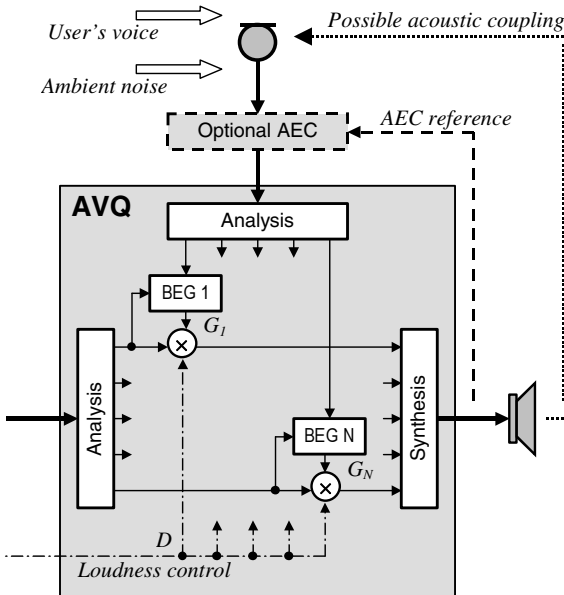 User's voice
Possible acoustic coupling
Ambient noise
Optional AEC
AEC reference
AVQ
Analysis
BEG 1
G1
×
Analysis
Synthesis
BEG N
GN
×
D
Loudness control